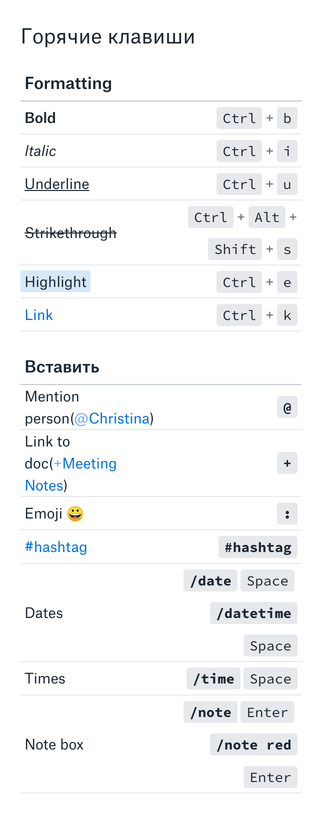 Горячие клавиши
Formatting
Bold Ctrl + b
Italic Ctrl + i
Underline Ctrl + u
Strikethrough Ctrl + Alt +
Shift + s
Highlight Ctrl + e
Link Ctrl + k
Вставить
Mention
person(@Christina) @
Link to
doc(+Meeting +
Notes)
Emoji 😀 :
#hashtag #hashtag
/date Space
Dates /datetime
Space
Times /time Space
/note Enter
Note box /note red
Enter